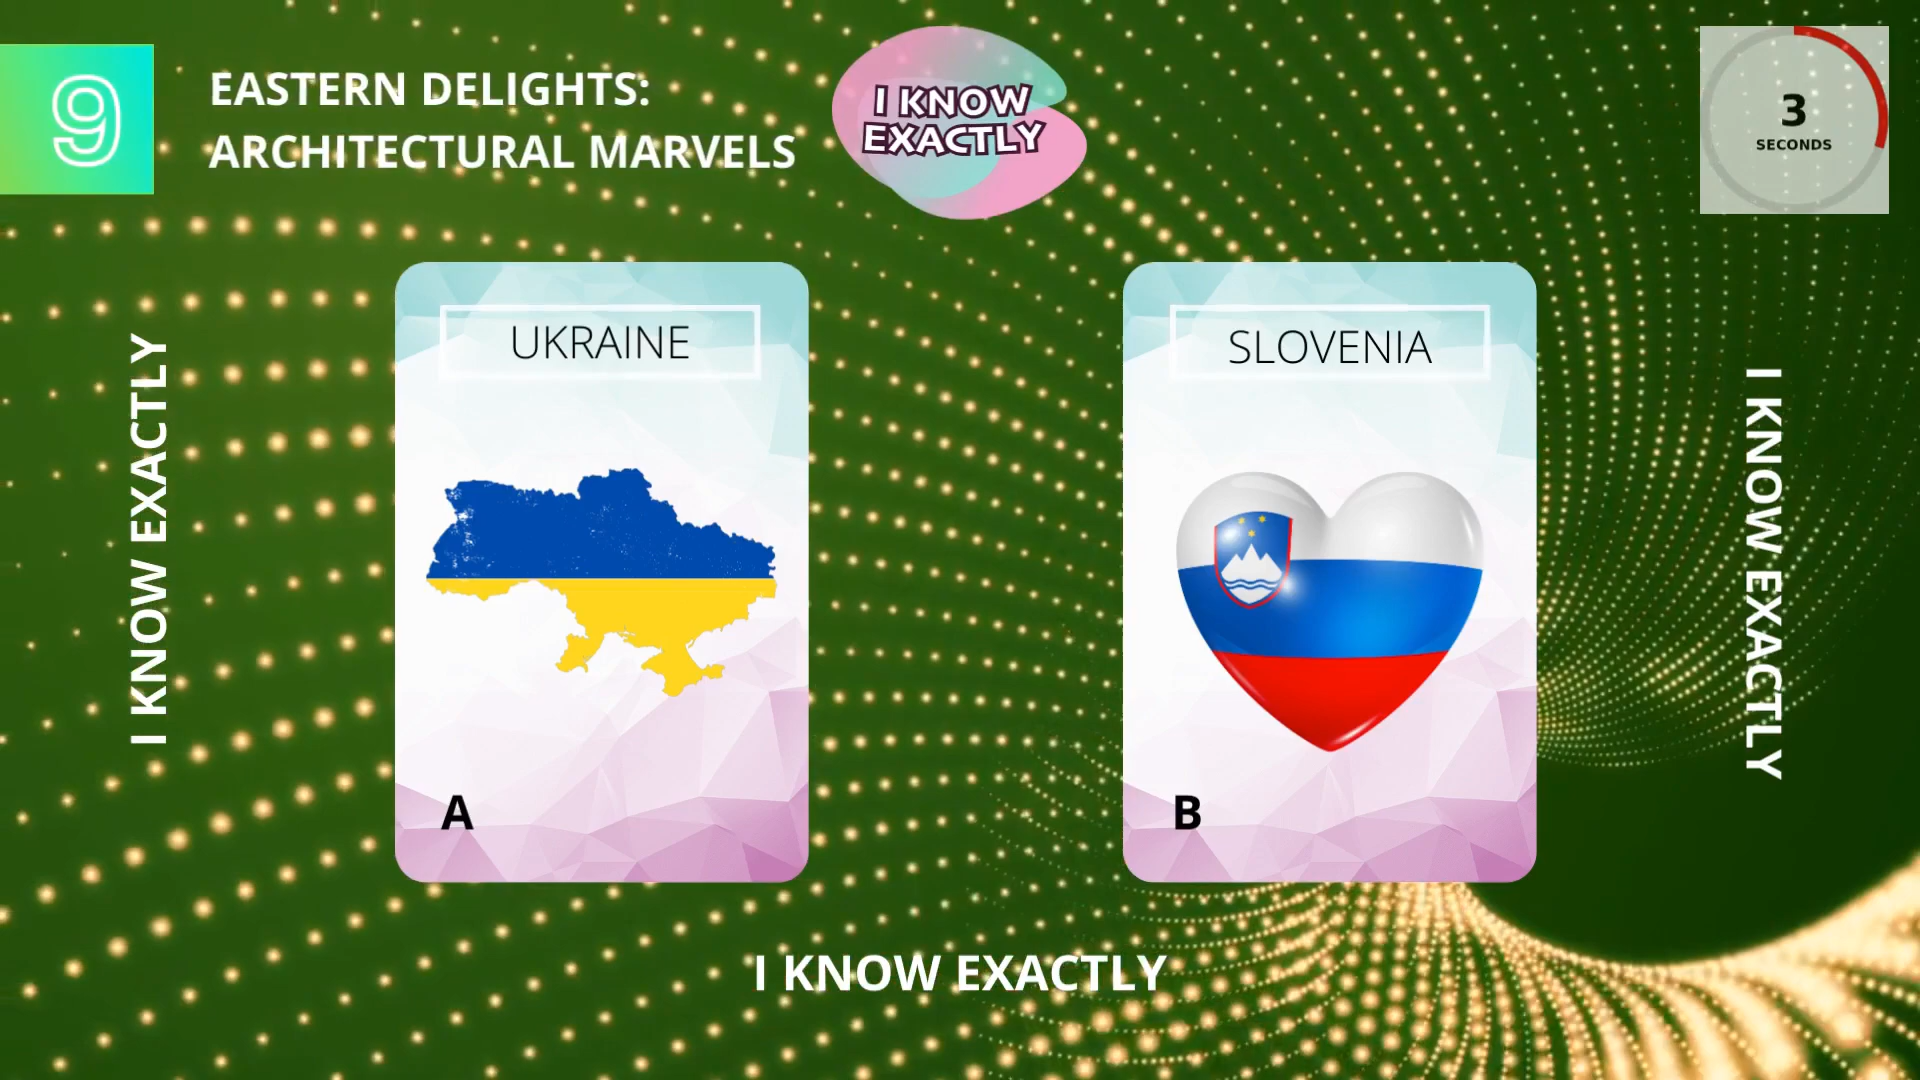 9
EASTERN DELIGHTS:
ARCHITECTURAL MARVELS
I KNOW
EXACTLY
3
SECONDS
I KNOW EXACTLY
UKRAINE
A
SLOVENIA
B
I KNOW EXACTLY
I KNOW EXACTLY